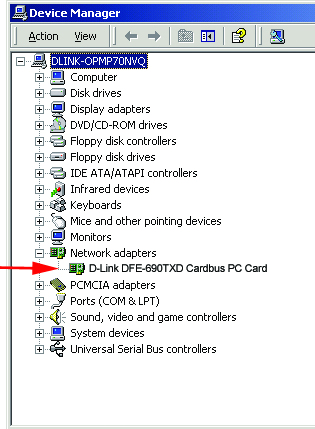 Device Manager
Action View
DLINK-OPMP70NVQ
Computer
Disk drives
Display adapters
DVD/CD-ROM drives
Floppy disk controllers
Floppy disk drives
IDE ATA/ATAPI controllers
Infrared devices
Keyboards
Mice and other pointing devices
Monitors
Network adapters
D-Link DFE-690TXD Cardbus PC Card
PCMCIA adapters
Ports (COM & LPT)
Sound, video and game controllers
System devices
Universal Serial Bus controllers